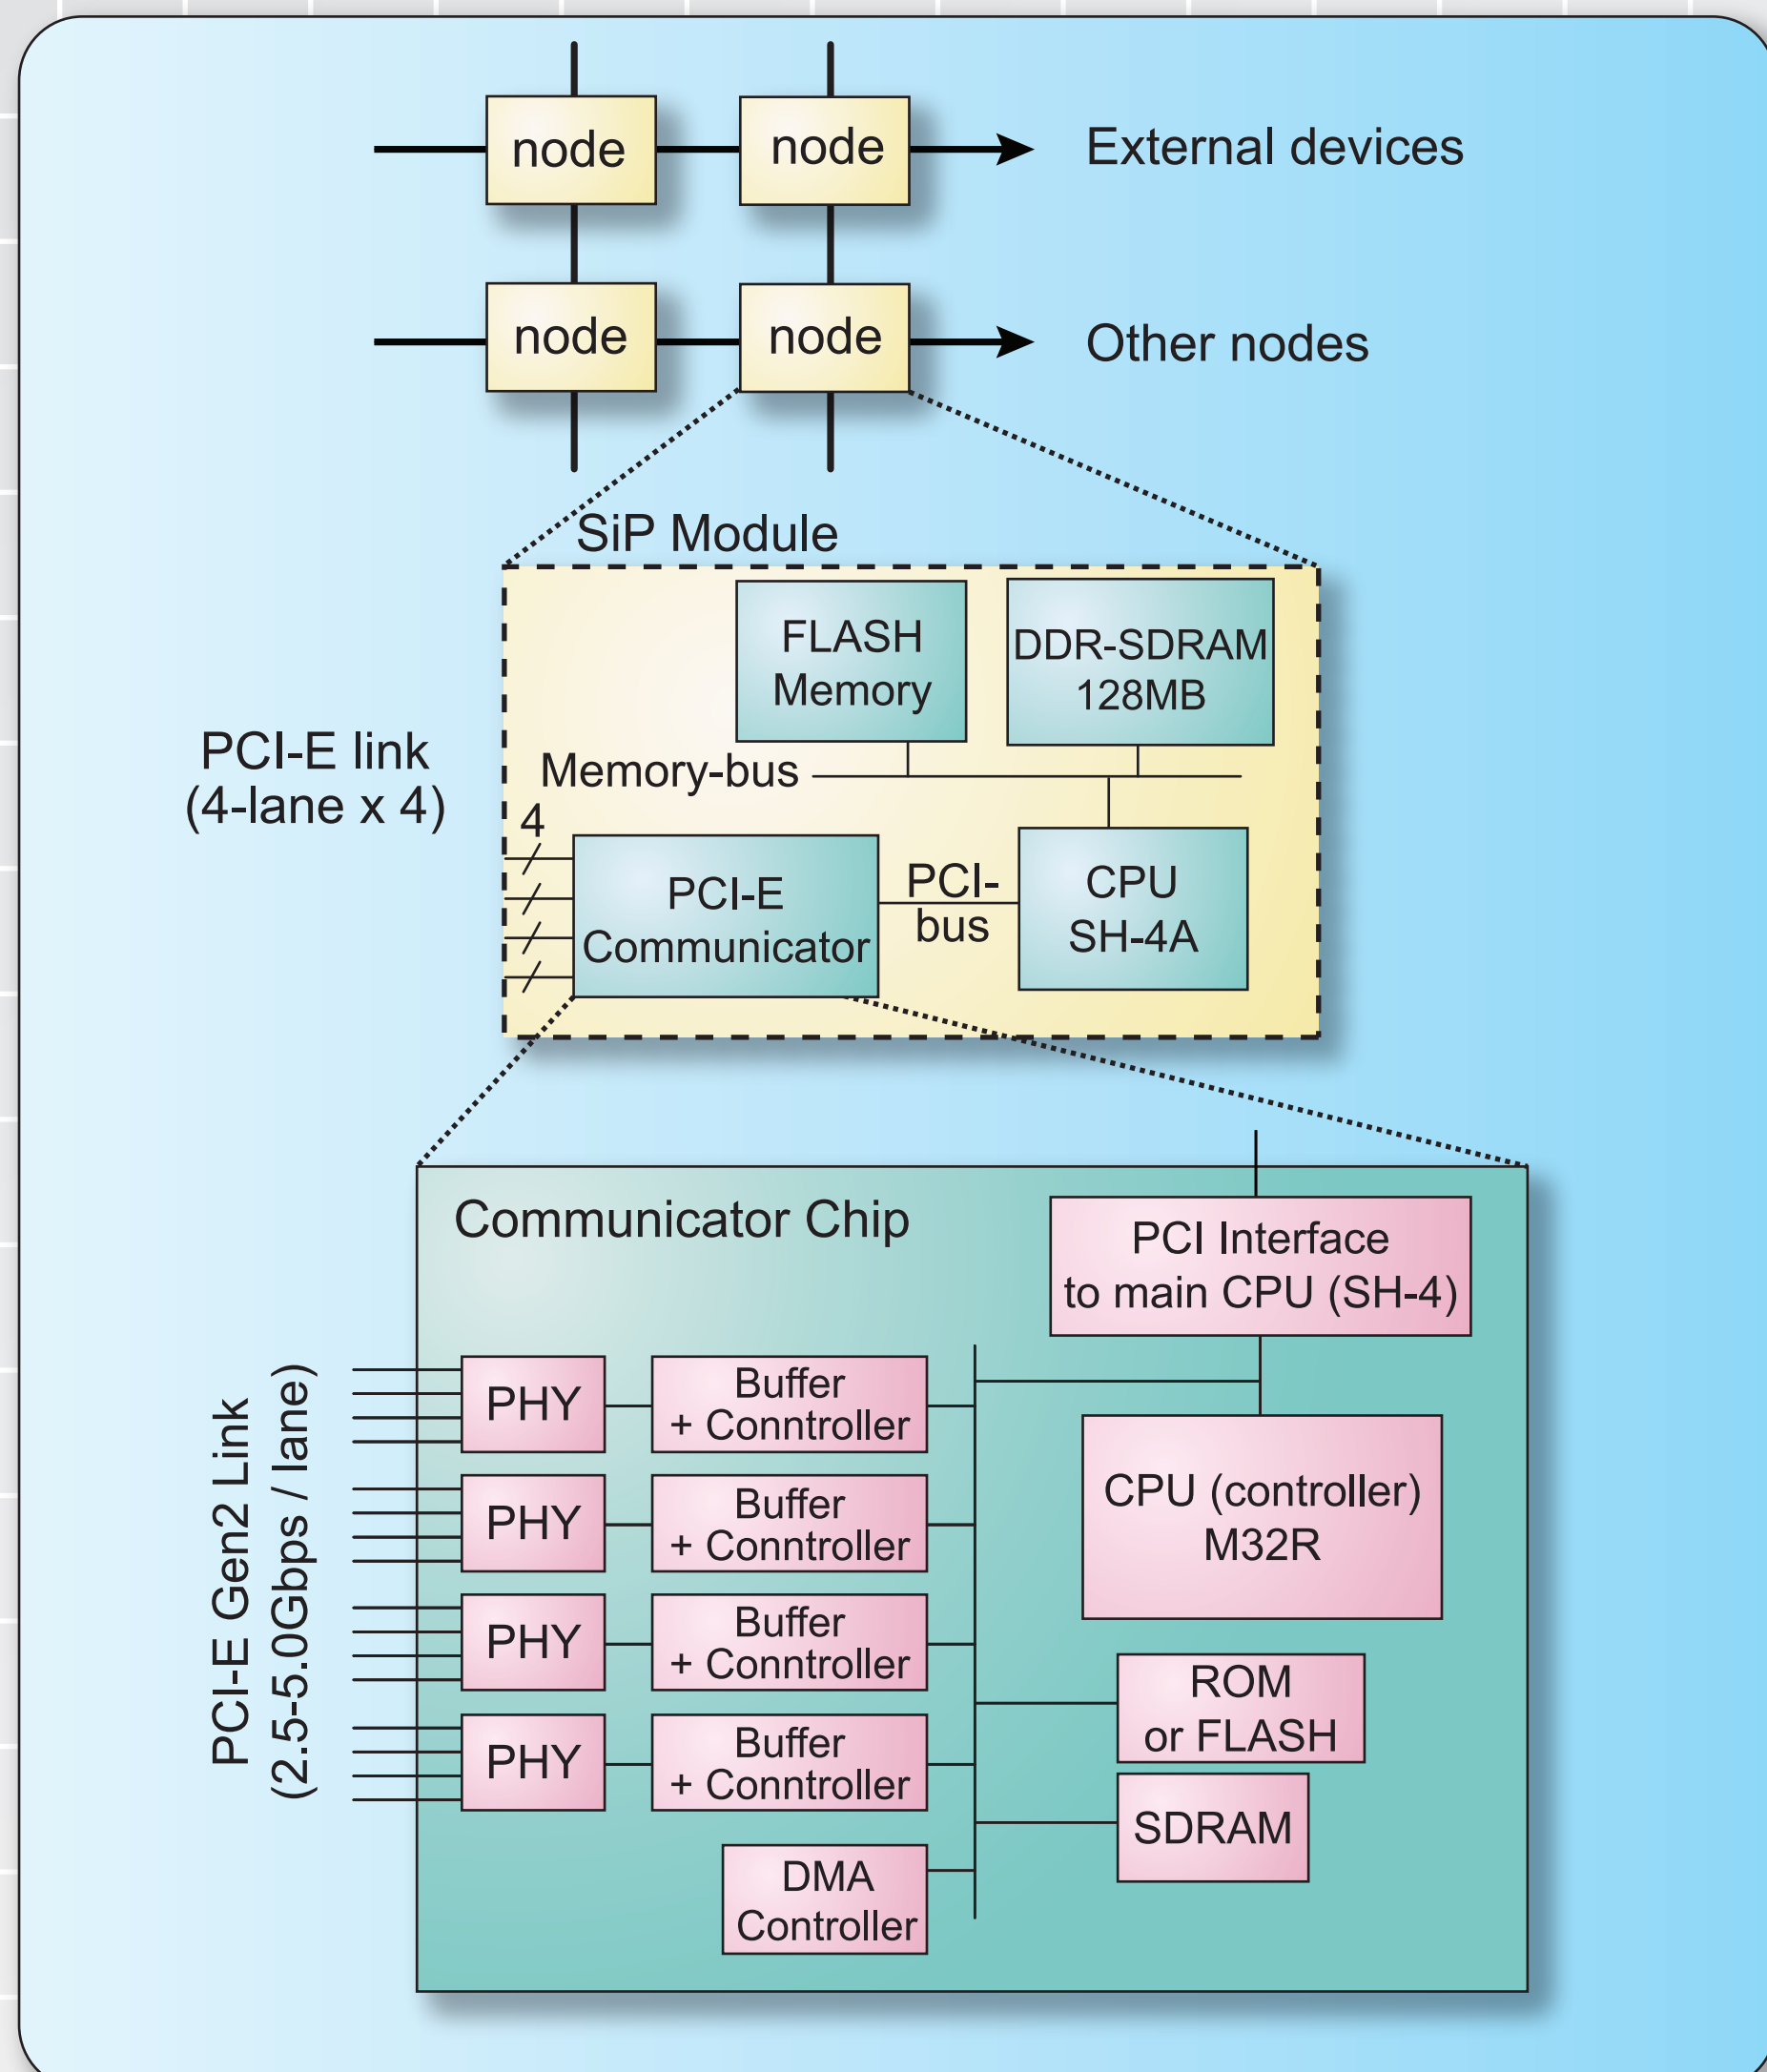 node
node
External devices
node
node
Other nodes
SiP Module
FLASH
Memory
DDR-SDRAM
128MB
PCI-E link
(4-lane x 4)
Memory-bus
4
PCI-E
Communicator
PCI-
bus
CPU
SH-4A
Communicator Chip
PCI Interface
to main CPU (SH-4)
PCI-E Gen2 Link
(2.5-5.0Gbps / lane)
PHY
Buffer
+ Conntroller
PHY
Buffer
+ Conntroller
PHY
Buffer
+ Conntroller
PHY
Buffer
+ Conntroller
CPU (controller)
M32R
ROM
or FLASH
SDRAM
DMA
Controller